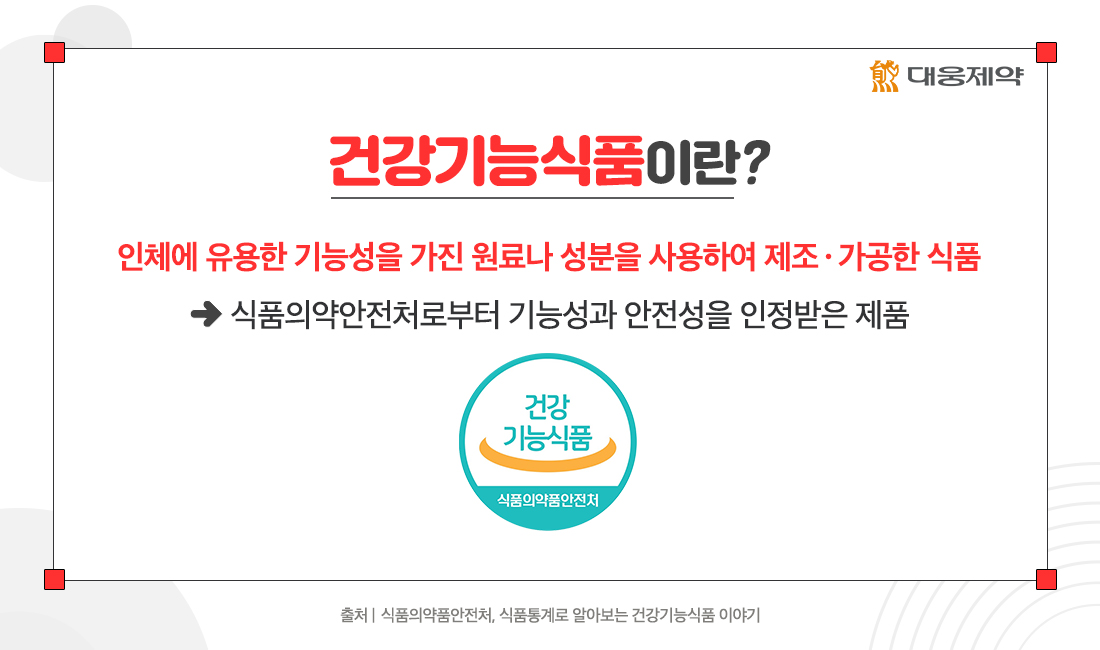 대웅제약
건강기능식품이란?
인체에 유용한 기능성을 가진 원료나 성분을 사용하여 제조·가공한 식품
➔ 식품의약안전처로부터 기능성과 안전성을 인정받은 제품
건강
기능식품
식품의약품안전처
출처 | 식품의약품안전처, 식품통계로 알아보는 건강기능식품 이야기